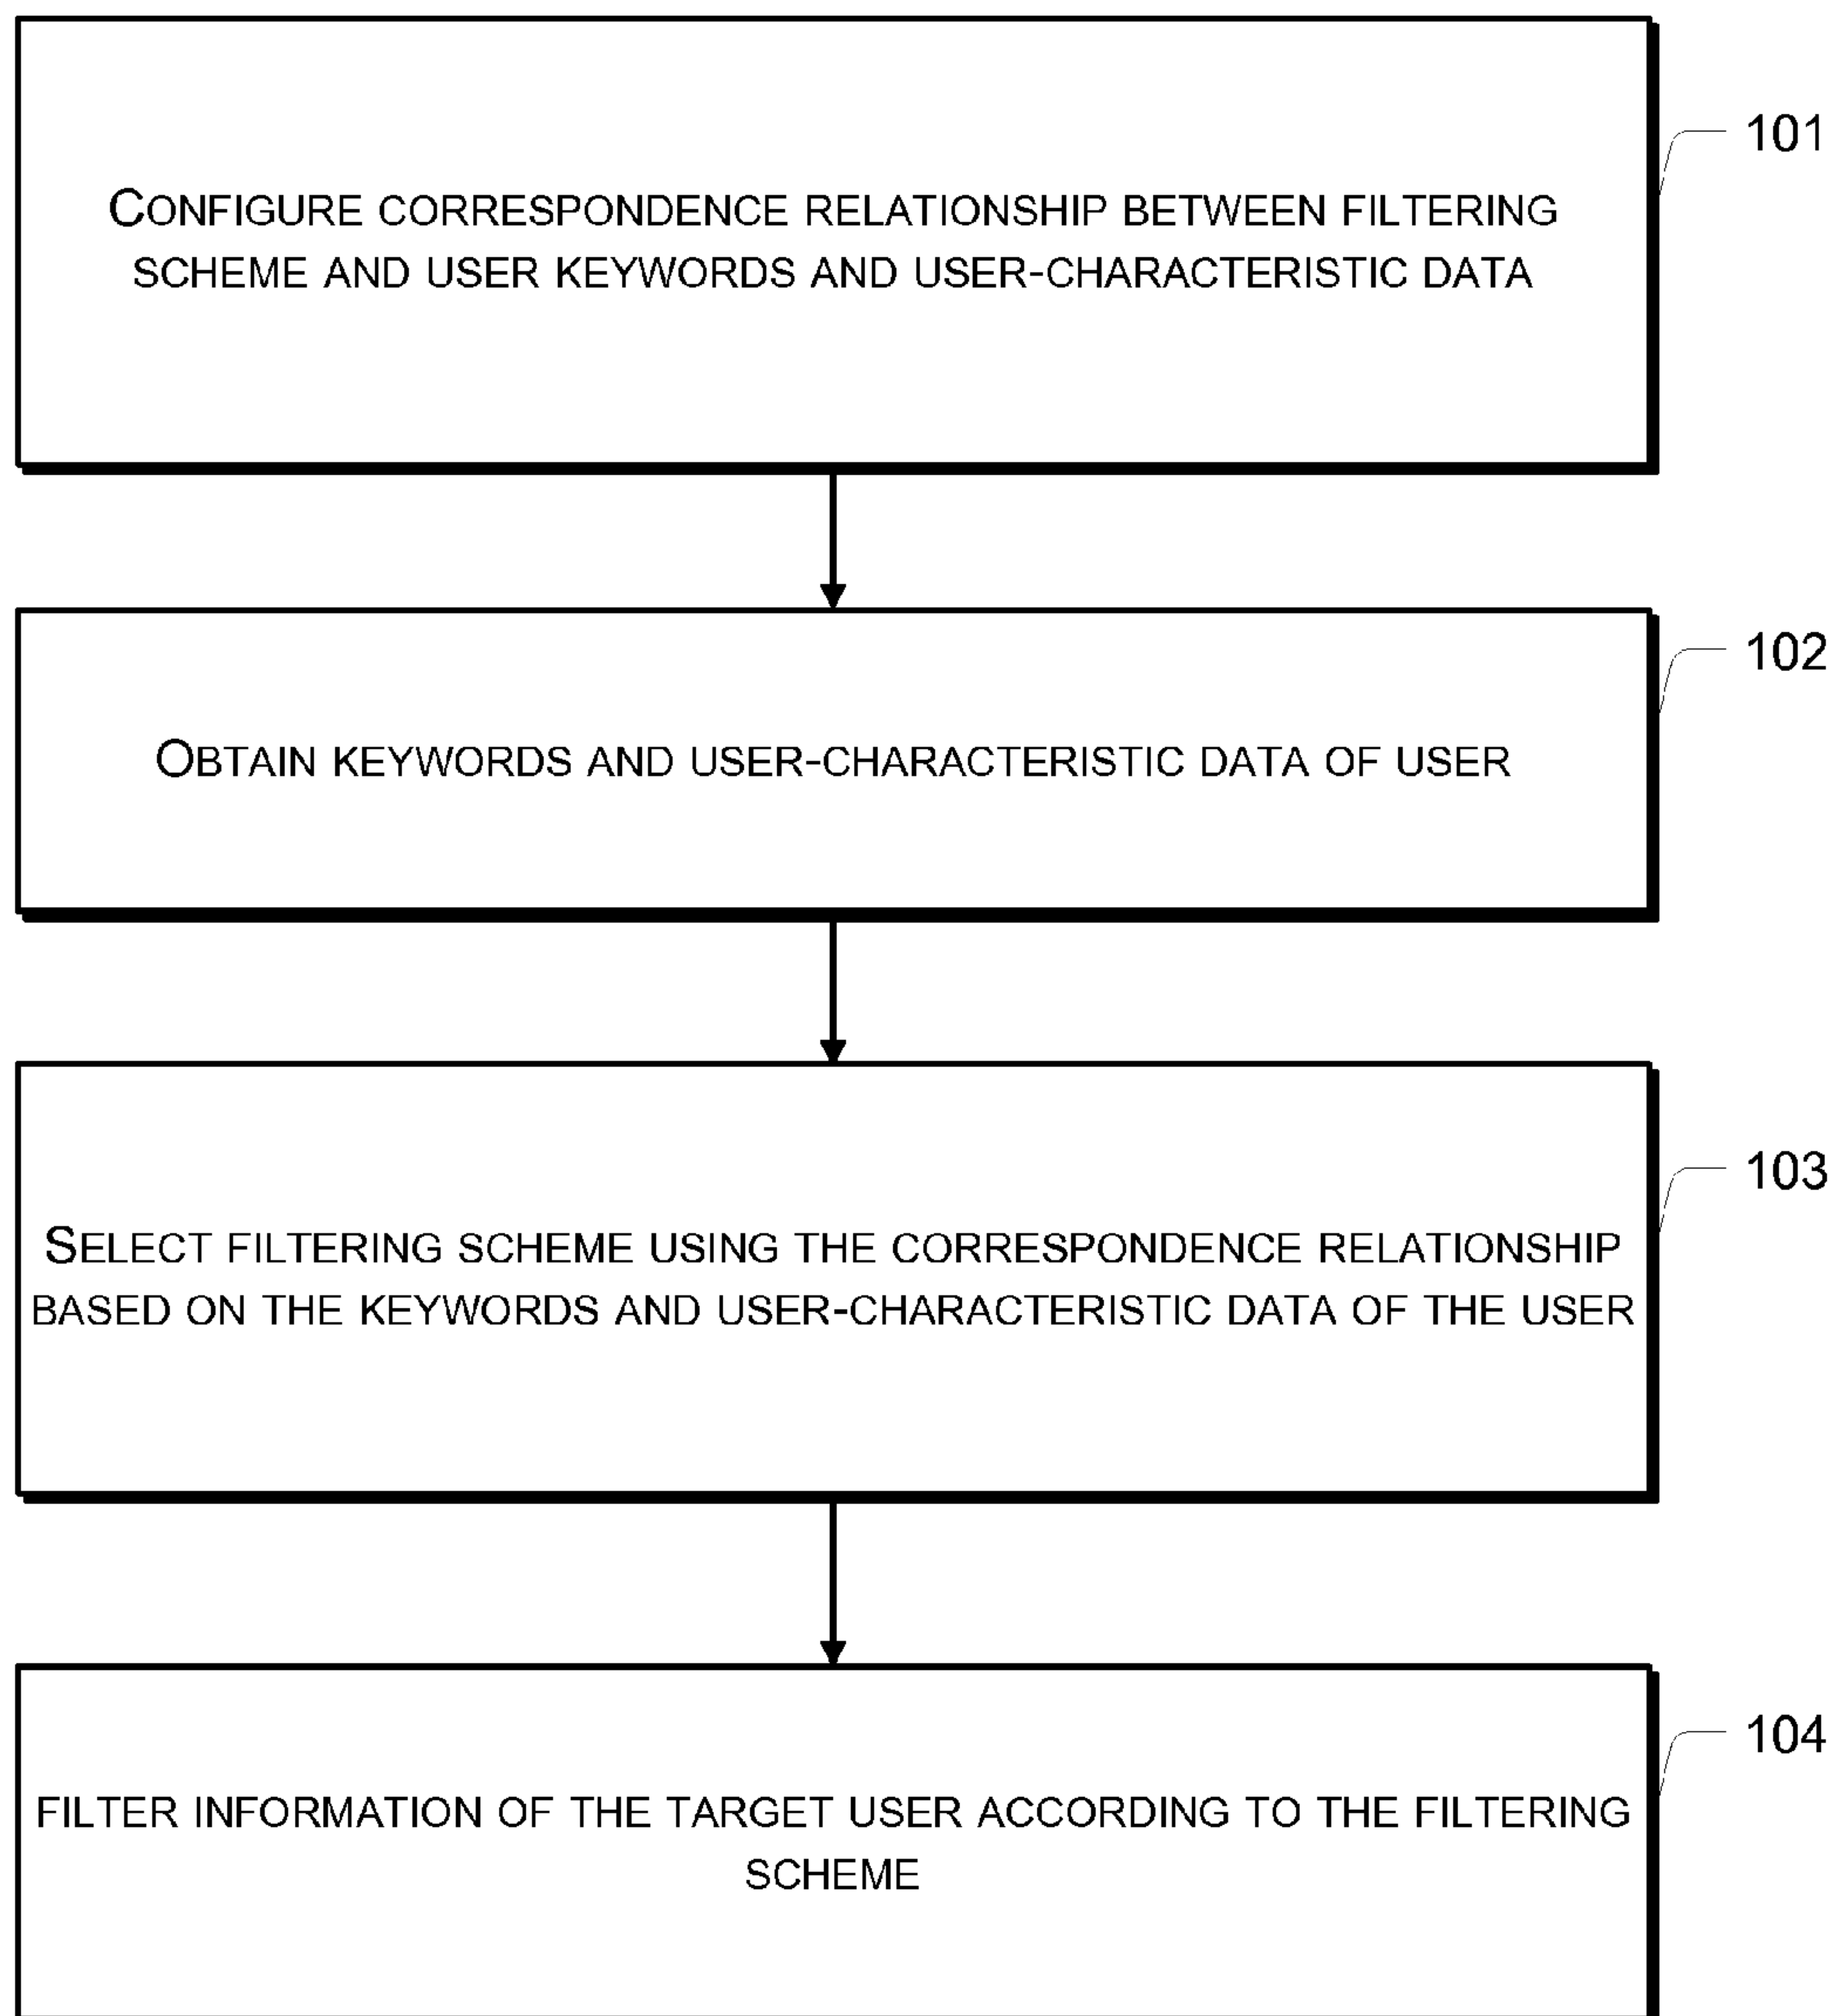 CONFIGURE CORRESPONDENCE RELATIONSHIP BETWEEN FILTERING
SCHEME AND USER KEYWORDS AND USER-CHARACTERISTIC DATA
101
OBTAIN KEYWORDS AND USER-CHARACTERISTIC DATA OF USER
102
SELECT FILTERING SCHEME USING THE CORRESPONDENCE RELATIONSHIP
BASED ON THE KEYWORDS AND USER-CHARACTERISTIC DATA OF THE USER
103
FILTER INFORMATION OF THE TARGET USER ACCORDING TO THE FILTERING
SCHEME
104